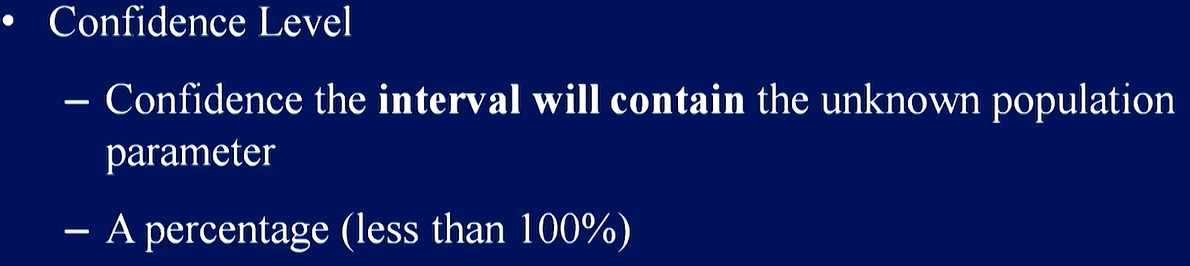 • Confidence Level
– Confidence the interval will contain the unknown population
parameter
– A percentage (less than 100%)